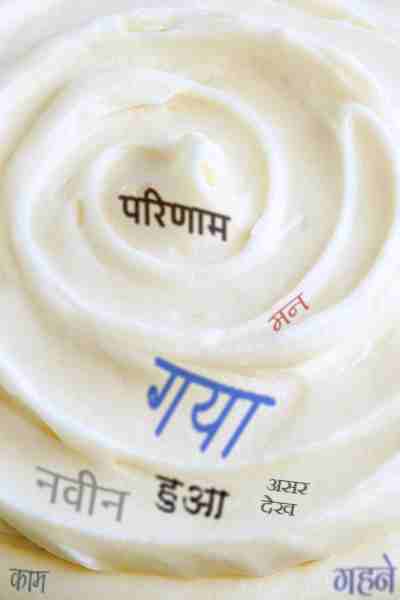 परिणाम
मन
गया
नवीन
हुआ
असर
देख
काम
गहने